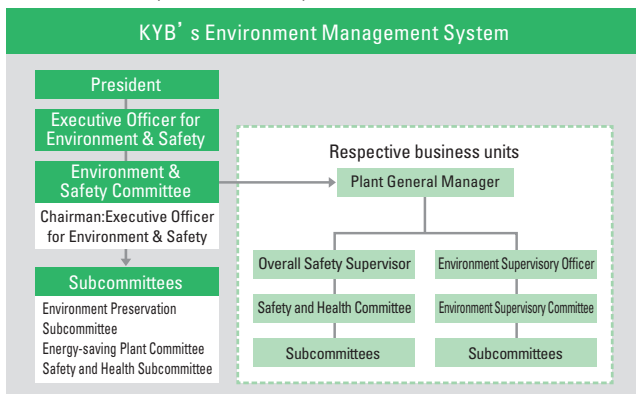 KYB’s Environment Management System
President
Executive Officer for
Environment & Safety
Environment &
Safety Committee
Chairman:Executive Officer
for Environment & Safety
Subcommittees
Environment Preservation
Subcommittee
Energy-saving Plant Committee
Safety and Health Subcommittee
Respective business units
Plant General Manager
Overall Safety Supervisor
Safety and Health Committee
Subcommittees
Environment Supervisory Officer
Environment Supervisory Committee
Subcommittees